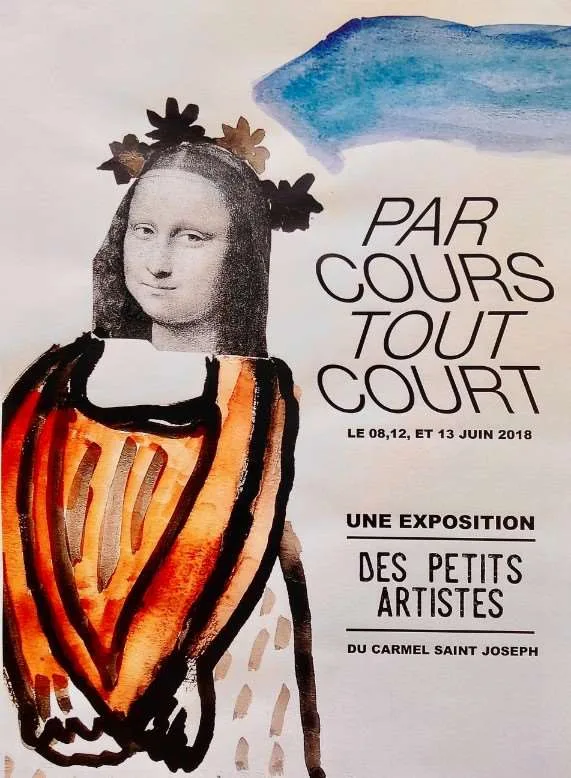 PAR
COURS
TOUT
COURT
LE 08,12, ET 13 JUIN 2018
UNE EXPOSITION
DES PETITS
ARTISTES
DU CARMEL SAINT JOSEPH